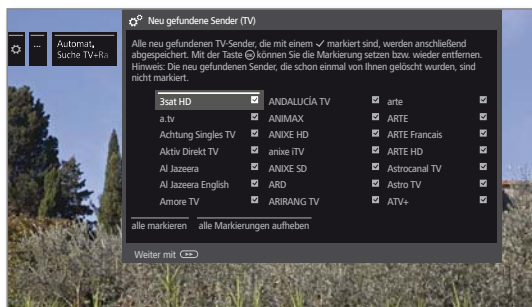 Neu gefundene Sender (TV)
...
Automat.
Suche TV+Ra
Alle neu gefundenen TV-Sender, die mit einem ✓ markiert sind, werden anschließend
abgespeichert. Mit der Taste OK können Sie die Markierung setzen bzw. wieder entfernen.
Hinweis: Die neu gefundenen Sender, die schon einmal von Ihnen gelöscht wurden, sind
nicht markiert.
3sat HD ANDALUCÍA TV arte
a.tv ANIMAX ARTE
Achtung Singles TV ANIXE HD ARTE Francais
Aktiv Direkt TV anixe iTV ARTE HD
Al Jazeera ANIXE SD Astrocanal TV
Al Jazeera English ARD Astro TV
Amore TV ARIRANG TV ATV+
alle markieren alle Markierungen aufheben
Weiter mit